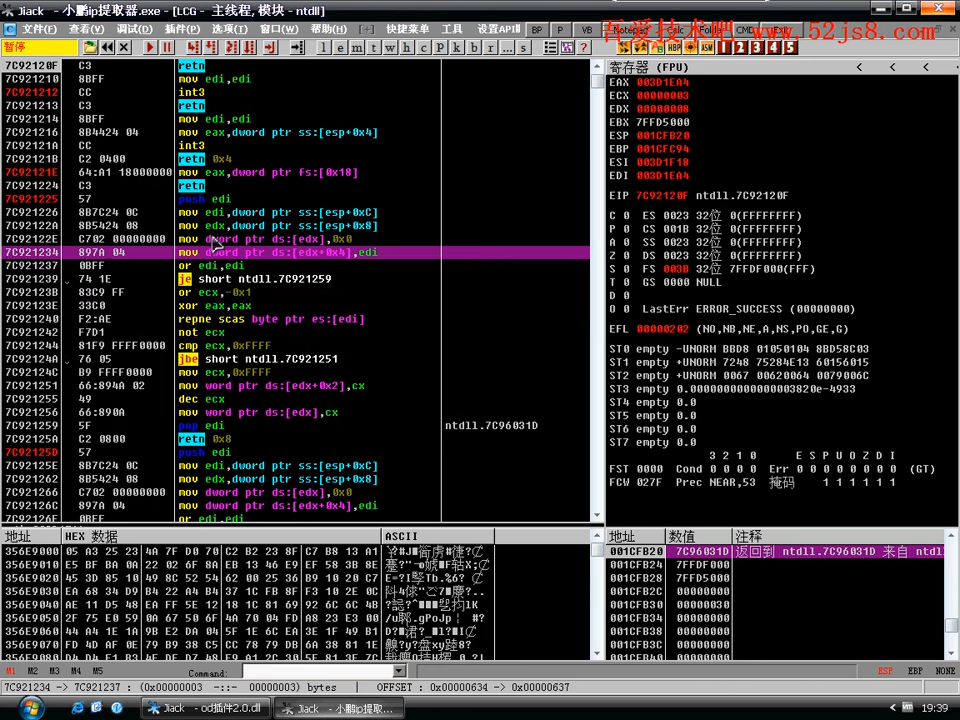 Jiack - 小鹏ip提取器.exe - [LCG - 主线程, 模块 - ntdll]
文件(F) 查看(V) 调试(D) 插件(P) 选项(T) 窗口(W) 帮助(H) [+] 快捷菜单 工具 设置API断 BP P VB Notepad Calc Folder CMD Exit
吾爱技术吧 www.52js8.com
暂停 l e m t w h c p k b r ... s ?
7C92120F C3 retn
7C921210 8BFF mov edi,edi
7C921212 CC int3
7C921213 C3 retn
7C921214 8BFF mov edi,edi
7C921216 8B4424 04 mov eax,dword ptr ss:[esp+0x4]
7C92121A CC int3
7C92121B C2 0400 retn 0x4
7C92121E 64:A1 18000000 mov eax,dword ptr fs:[0x18]
7C921224 C3 retn
7C921225 57 push edi
7C921226 8B7C24 0C mov edi,dword ptr ss:[esp+0xC]
7C92122A 8B5424 08 mov edx,dword ptr ss:[esp+0x8]
7C92122E C702 00000000 mov dword ptr ds:[edx],0x0
7C921234 897A 04 mov dword ptr ds:[edx+0x4],edi
7C921237 0BFF or edi,edi
7C921239 74 1E je short ntdll.7C921259
7C92123B 83C9 FF or ecx,-0x1
7C92123E 33C0 xor eax,eax
7C921240 F2:AE repne scas byte ptr es:[edi]
7C921242 F7D1 not ecx
7C921244 81F9 FFFF0000 cmp ecx,0xFFFF
7C92124A 76 05 jbe short ntdll.7C921251
7C92124C B9 FFFF0000 mov ecx,0xFFFF
7C921251 66:894A 02 mov word ptr ds:[edx+0x2],cx
7C921255 49 dec ecx
7C921256 66:890A mov word ptr ds:[edx],cx
7C921259 5F pop edi ntdll.7C96031D
7C92125A C2 0800 retn 0x8
7C92125D 57 push edi
7C92125E 8B7C24 0C mov edi,dword ptr ss:[esp+0xC]
7C921262 8B5424 08 mov edx,dword ptr ss:[esp+0x8]
7C921266 C702 00000000 mov dword ptr ds:[edx],0x0
7C92126C 897A 04 mov dword ptr ds:[edx+0x4],edi
7C92126F 0BFF or edi,edi
寄存器 (FPU) < < < <
EAX 003D1EA4
ECX 00000003
EDX 00000008
EBX 7FFD5000
ESP 001CFB20
EBP 001CFC94
ESI 003D1F18
EDI 003D1EA4
EIP 7C92120F ntdll.7C92120F
C 0 ES 0023 32位 0(FFFFFFFF)
P 0 CS 001B 32位 0(FFFFFFFF)
A 0 SS 0023 32位 0(FFFFFFFF)
Z 0 DS 0023 32位 0(FFFFFFFF)
S 0 FS 003B 32位 7FFDF000(FFF)
T 0 GS 0000 NULL
D 0
O 0 LastErr ERROR_SUCCESS (00000000)
EFL 00000202 (NO,NB,NE,A,NS,PO,GE,G)
ST0 empty -UNORM BBD8 01050104 8BD58C03
ST1 empty +UNORM 7248 75284E13 60156015
ST2 empty +UNORM 0067 00620064 0079006C
ST3 empty 0.0000000000000003820e-4933
ST4 empty 0.0
ST5 empty 0.0
ST6 empty 0.0
ST7 empty 0.0
3 2 1 0 E S P U O Z D I
FST 0000 Cond 0 0 0 0 Err 0 0 0 0 0 0 0 0 (GT)
FCW 027F Prec NEAR,53 掩码 1 1 1 1 1 1
地址 HEX 数据 ASCII
356E9000 05 A3 25 23 4A 7F D0 70 C2 B2 23 8F C7 B8 13 A1
356E9010 E5 BF BA 0A 22 02 6F 8A EB 13 46 E9 EF 58 3B 8E
356E9020 45 3D 85 10 49 8C 52 54 62 00 25 36 B9 10 20 C7
356E9030 EA 68 34 D9 B4 22 A4 B4 37 1C FB 8F F3 10 2E 0C
356E9040 AE 11 D5 48 EA FF 5E 12 18 1C 81 69 92 6C 6C 4B
356E9050 2F 75 E0 59 0A 67 50 6F 4A 70 04 FD A8 23 E3 00
356E9060 44 A4 1E 1A 9B E2 DA 04 5F 1E 6C EA 3E 1F 49 B1
356E9070 FD 4D AF 0E 79 B9 38 C5 CC 78 79 DB 6A 38 81 1E
地址 数值 注释
001CFB20 7C96031D 返回到 ntdll.7C96031D 来自 ntdl
001CFB24 7FFDF000
001CFB28 7FFD5000
001CFB2C 00000000
001CFB30 00000000
001CFB34 00000000
001CFB38 00000000
001CFB3C 00000000
001CFB40 00000000
M1 M2 M3 M4 M5 Command: ESP EBP NONE
7C921234 -> 7C921237 : (0x00000003 -::- 00000003) bytes OFFSET : 0x00000634 -> 0x00000637
Jiack - od插件2.0.dll Jiack - 小鹏ip提取... 19:39